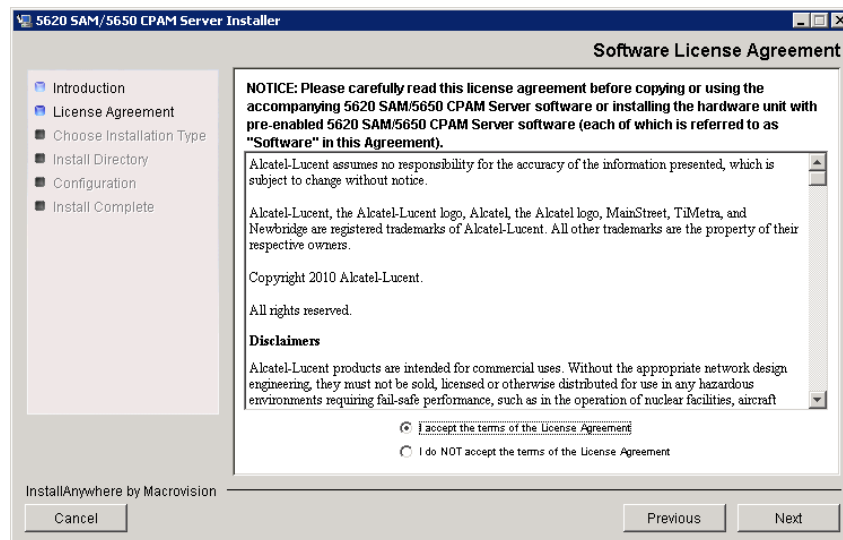 5620 SAM/5650 CPAM Server Installer
Software License Agreement
Introduction
License Agreement
Choose Installation Type
Install Directory
Configuration
Install Complete
NOTICE: Please carefully read this license agreement before copying or using the
accompanying 5620 SAM/5650 CPAM Server software or installing the hardware unit with
pre-enabled 5620 SAM/5650 CPAM Server software (each of which is referred to as
"Software" in this Agreement).
Alcatel-Lucent assumes no responsibility for the accuracy of the information presented, which is
subject to change without notice.
Alcatel-Lucent, the Alcatel-Lucent logo, Alcatel, the Alcatel logo, MainStreet, TiMetra, and
Newbridge are registered trademarks of Alcatel-Lucent. All other trademarks are the property of their
respective owners.
Copyright 2010 Alcatel-Lucent.
All rights reserved.
Disclaimers
Alcatel-Lucent products are intended for commercial uses. Without the appropriate network design
engineering, they must not be sold, licensed or otherwise distributed for use in any hazardous
environments requiring fail-safe performance, such as in the operation of nuclear facilities, aircraft
I accept the terms of the License Agreement
I do NOT accept the terms of the License Agreement
InstallAnywhere by Macrovision
Cancel
Previous
Next